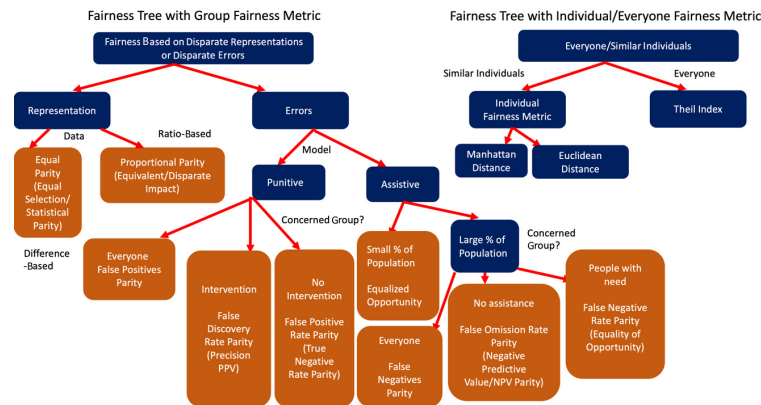 Fairness Tree with Group Fairness Metric
Fairness Tree with Individual/Everyone Fairness Metric
Fairness Based on Disparate Representations
or Disparate Errors
Everyone/Similar Individuals
Similar Individuals
Everyone
Representation
Errors
Individual
Fairness Metric
Theil Index
Data
Ratio-Based
Model
Equal
Parity
(Equal
Selection/
Statistical
Parity)
Proportional Parity
(Equivalent/Disparate
Impact)
Punitive
Assistive
Manhattan
Distance
Euclidean
Distance
Difference
-Based
Concerned Group?
Concerned
Group?
Everyone
False Positives
Parity
Intervention
False
Discovery
Rate Parity
(Precision
PPV)
No
Intervention
False Positive
Rate Parity
(True
Negative
Rate Parity)
Small % of
Population
Equalized
Opportunity
Large % of
Population
Everyone
False
Negatives
Parity
No assistance
False Omission Rate
Parity
(Negative
Predictive
Value/NPV Parity)
People with
need
False Negative
Rate Parity
(Equality of
Opportunity)